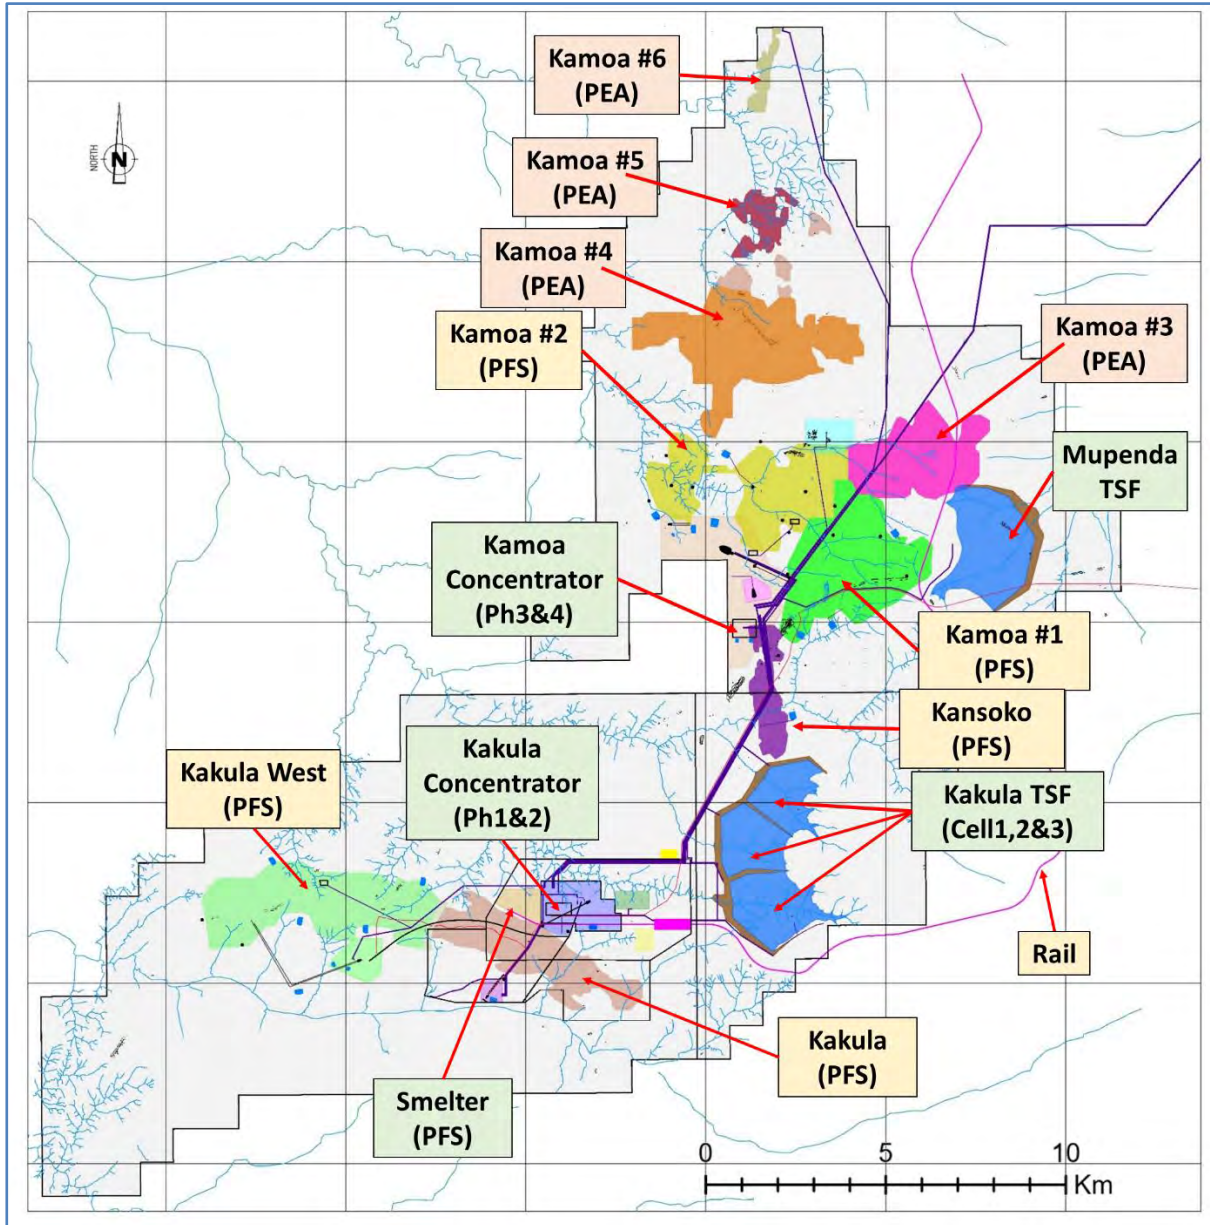 Kamoa #6
(PEA)
NORTH
N
Kamoa #5
(PEA)
Kamoa #4
(PEA)
Kamoa #2
(PFS)
Kamoa #3
(PEA)
Mupenda
TSF
Kamoa
Concentrator
(Ph3&4)
Kamoa #1
(PFS)
Kansoko
(PFS)
Kakula West
(PFS)
Kakula
Concentrator
(Ph1&2)
Kakula TSF
(Cell1,2&3)
Rail
Kakula
(PFS)
Smelter
(PFS)
0 5 10
Km